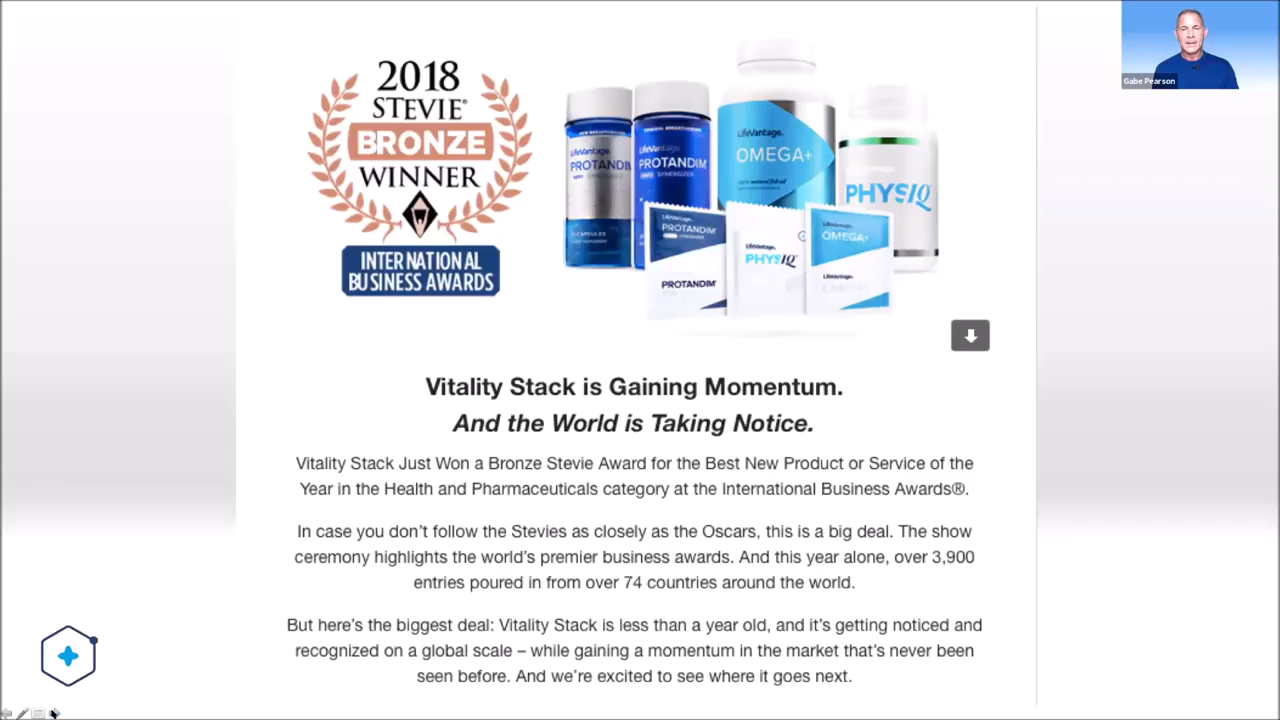 2018
STEVIE®
BRONZE
WINNER
INTERNATIONAL
BUSINESS AWARDS
LifeVantage.
PROTANDIM
CAPSULES
LifeVantage.
PROTANDIM
SYNERGIZER
LifeVantage.
OMEGA+
PHYSIQ
LifeVantage.
PROTANDIM
PROTANDIM
LifeVantage.
PHYSIQ
OMEGA+
LifeVantage.
Gabe Pearson
Vitality Stack is Gaining Momentum.
And the World is Taking Notice.
Vitality Stack Just Won a Bronze Stevie Award for the Best New Product or Service of the
Year in the Health and Pharmaceuticals category at the International Business Awards®.
In case you don’t follow the Stevies as closely as the Oscars, this is a big deal. The show
ceremony highlights the world’s premier business awards. And this year alone, over 3,900
entries poured in from over 74 countries around the world.
But here’s the biggest deal: Vitality Stack is less than a year old, and it’s getting noticed and
recognized on a global scale – while gaining a momentum in the market that’s never been
seen before. And we’re excited to see where it goes next.